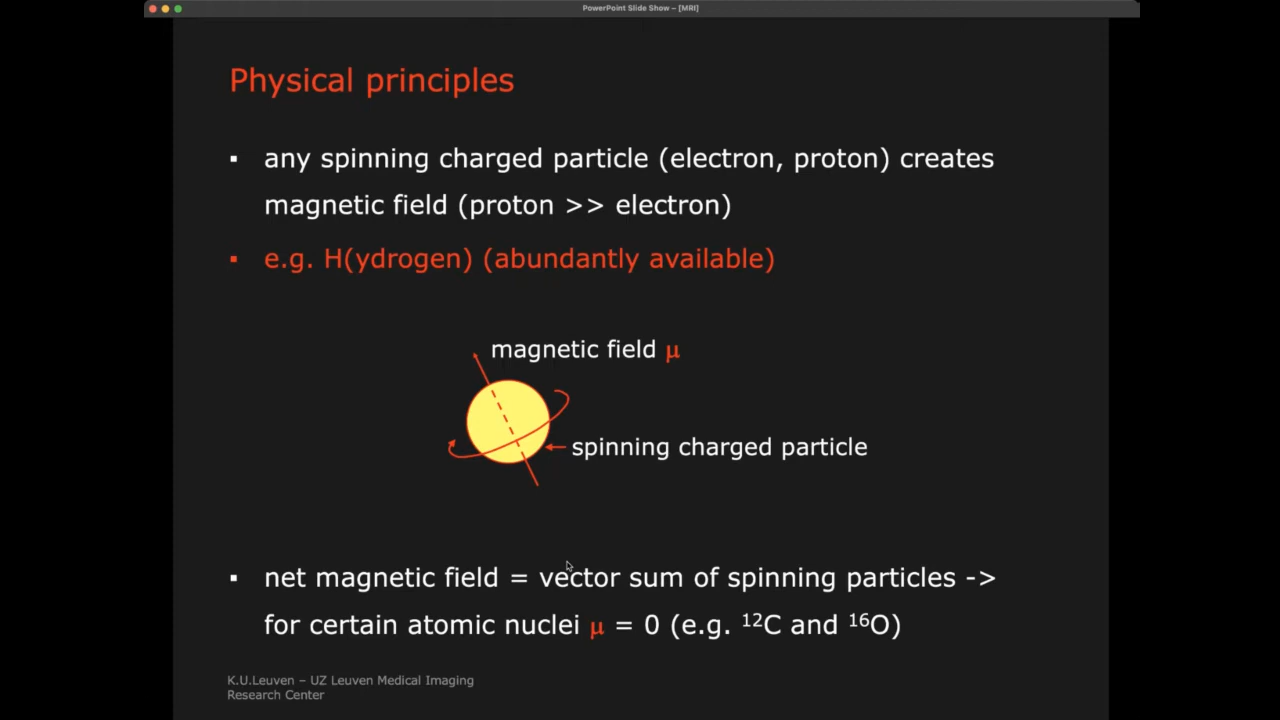 PowerPoint Slide Show – [MRI]
Physical principles
▪ any spinning charged particle (electron, proton) creates
magnetic field (proton >> electron)
▪ e.g. H(ydrogen) (abundantly available)
magnetic field μ
spinning charged particle
▪ net magnetic field = vector sum of spinning particles ->
for certain atomic nuclei μ = 0 (e.g. ¹²C and ¹⁶O)
K.U.Leuven – UZ Leuven Medical Imaging
Research Center